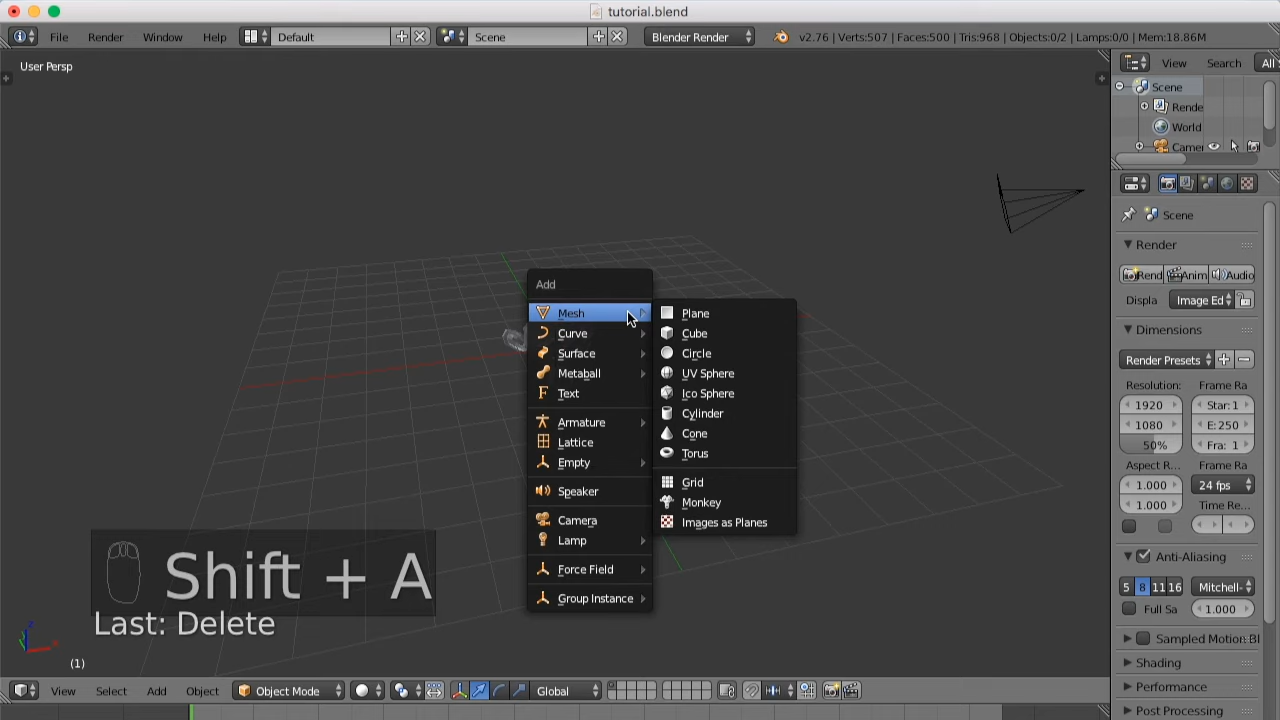 tutorial.blend
File Render Window Help Default Scene Blender Render v2.76 | Verts:507 | Faces:500 | Tris:968 | Objects:0/2 | Lamps:0/0 | Mem:18.86M
User Persp
View Search All
Scene
Rende
World
Camer
Scene
Render
Rend Anim Audio
Displa Image Ed
Dimensions
Render Presets
Resolution: Frame Ra
1920 Star: 1
1080 E: 250
50% Fra: 1
Aspect R... Frame Ra
1.000 24 fps
1.000 Time Re...
Anti-Aliasing
5 8 11 16 Mitchell-
Full Sa 1.000
Sampled Motion Bl
Shading
Performance
Post Processing
Add
Mesh
Curve
Surface
Metaball
Text
Armature
Lattice
Empty
Speaker
Camera
Lamp
Force Field
Group Instance
Plane
Cube
Circle
UV Sphere
Ico Sphere
Cylinder
Cone
Torus
Grid
Monkey
Images as Planes
Shift + A
Last: Delete
(1)
View Select Add Object Object Mode Global